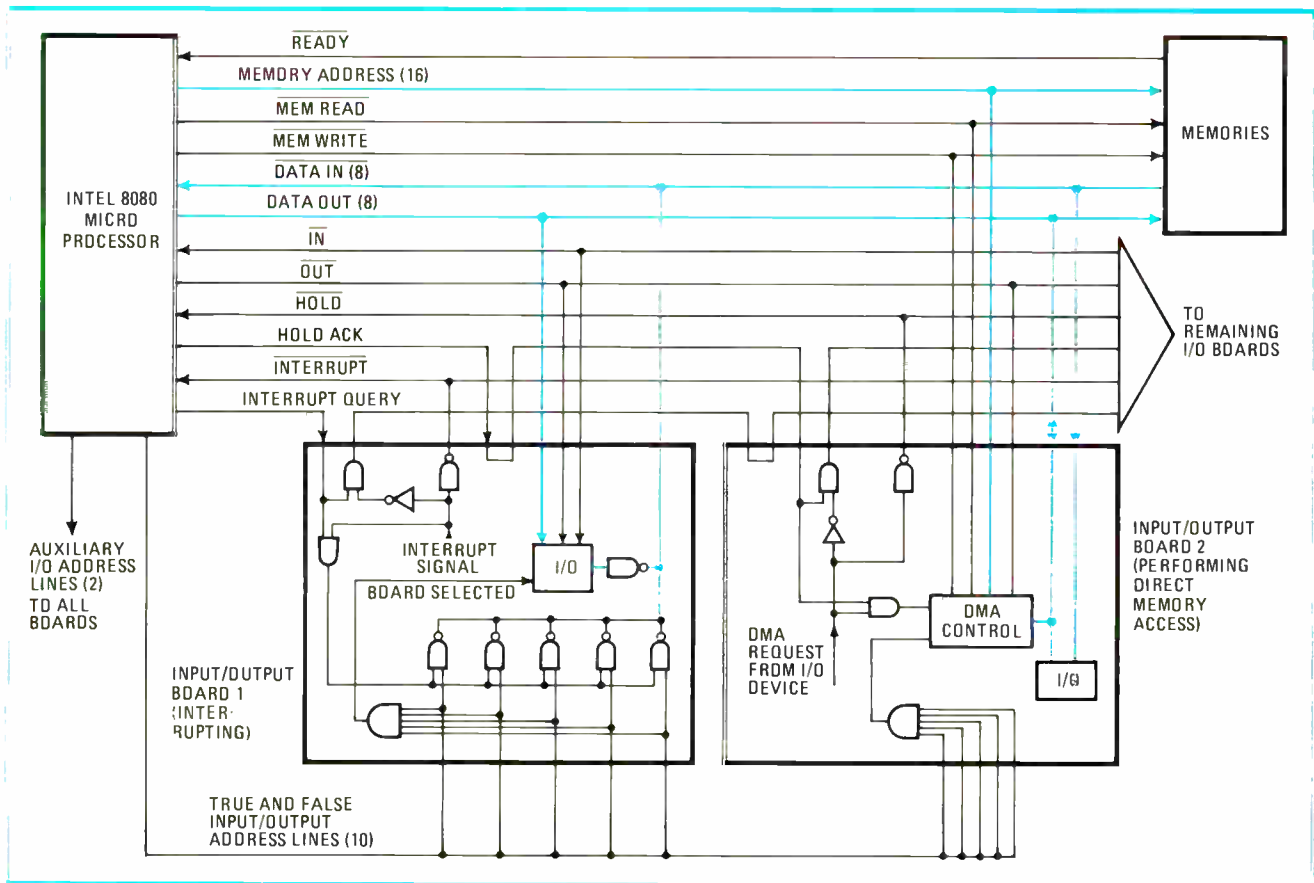 READY
MEMORY ADDRESS (16)
MEM READ
MEM WRITE
DATA IN (8)
DATA OUT (8)
IN
OUT
HOLD
HOLD ACK
INTERRUPT
INTERRUPT QUERY
INTEL 8080
MICRO
PROCESSOR
MEMORIES
TO
REMAINING
I/O BOARDS
AUXILIARY
I/O ADDRESS
LINES (2)
TO ALL
BOARDS
INTERRUPT
SIGNAL
I/O
BOARD SELECTED
INPUT/OUTPUT
BOARD 1
(INTER-
RUPTING)
DMA
REQUEST
FROM I/O
DEVICE
DMA
CONTROL
I/O
INPUT/OUTPUT
BOARD 2
(PERFORMING
DIRECT
MEMORY
ACCESS)
TRUE AND FALSE
INPUT/OUTPUT
ADDRESS LINES (10)